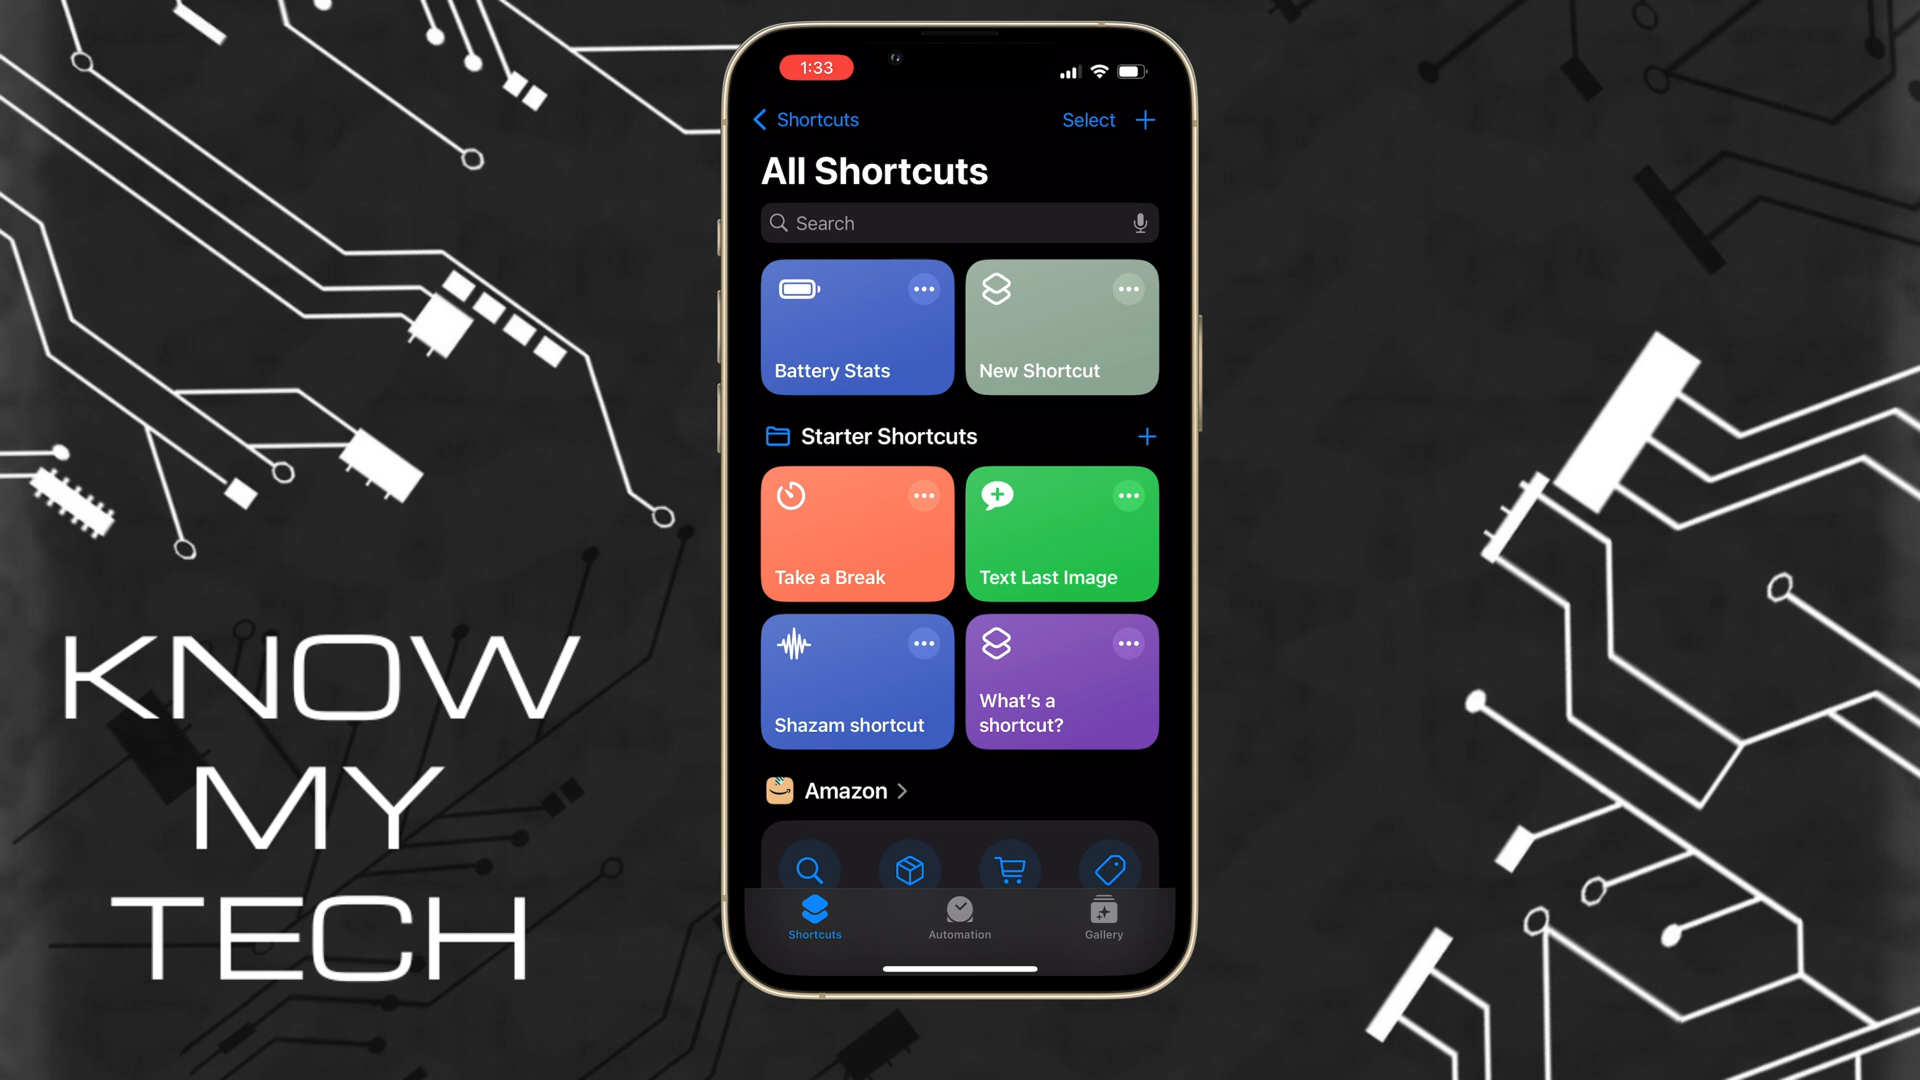 1:33
Shortcuts
Select
All Shortcuts
Search
Battery Stats
New Shortcut
Starter Shortcuts
Take a Break
Text Last Image
Shazam shortcut
What's a
shortcut?
Amazon
Shortcuts
Automation
Gallery
KNOW
MY
TECH